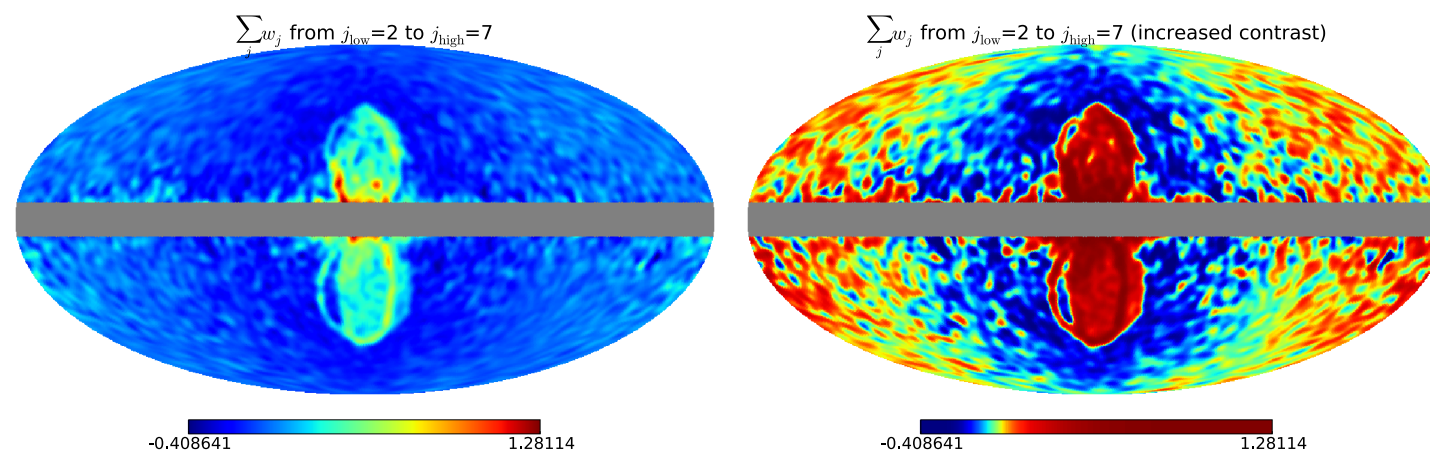 ∑_j w_j from j_low=2 to j_high=7
∑_j w_j from j_low=2 to j_high=7 (increased contrast)
-0.408641 1.28114
-0.408641 1.28114